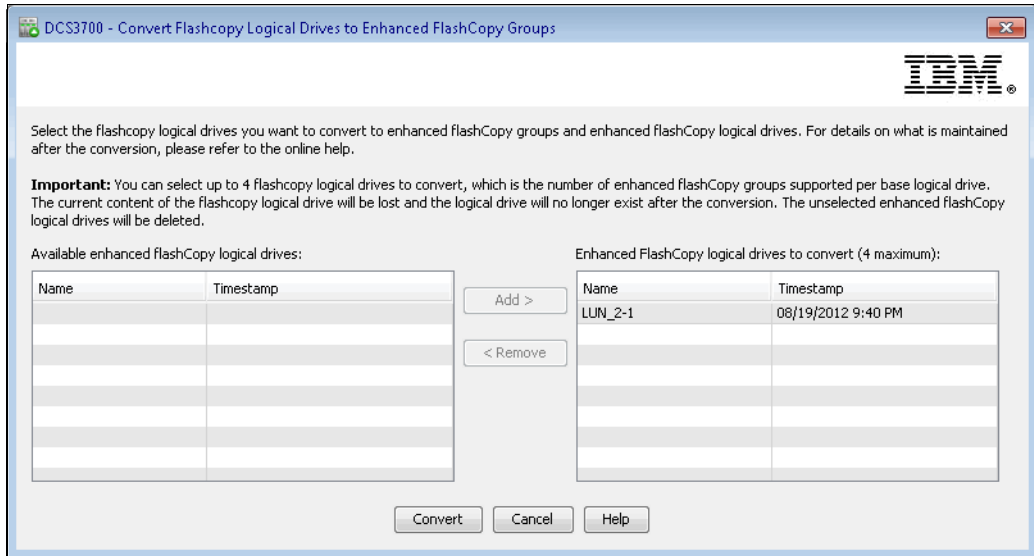 DCS3700 - Convert Flashcopy Logical Drives to Enhanced FlashCopy Groups
IBM®
Select the flashcopy logical drives you want to convert to enhanced flashCopy groups and enhanced flashCopy logical drives. For details on what is maintained
after the conversion, please refer to the online help.
Important: You can select up to 4 flashcopy logical drives to convert, which is the number of enhanced flashCopy groups supported per base logical drive.
The current content of the flashcopy logical drive will be lost and the logical drive will no longer exist after the conversion. The unselected enhanced flashCopy
logical drives will be deleted.
Available enhanced flashCopy logical drives:
Name Timestamp
Add >
< Remove
Enhanced FlashCopy logical drives to convert (4 maximum):
Name Timestamp
LUN_2-1 08/19/2012 9:40 PM
Convert Cancel Help